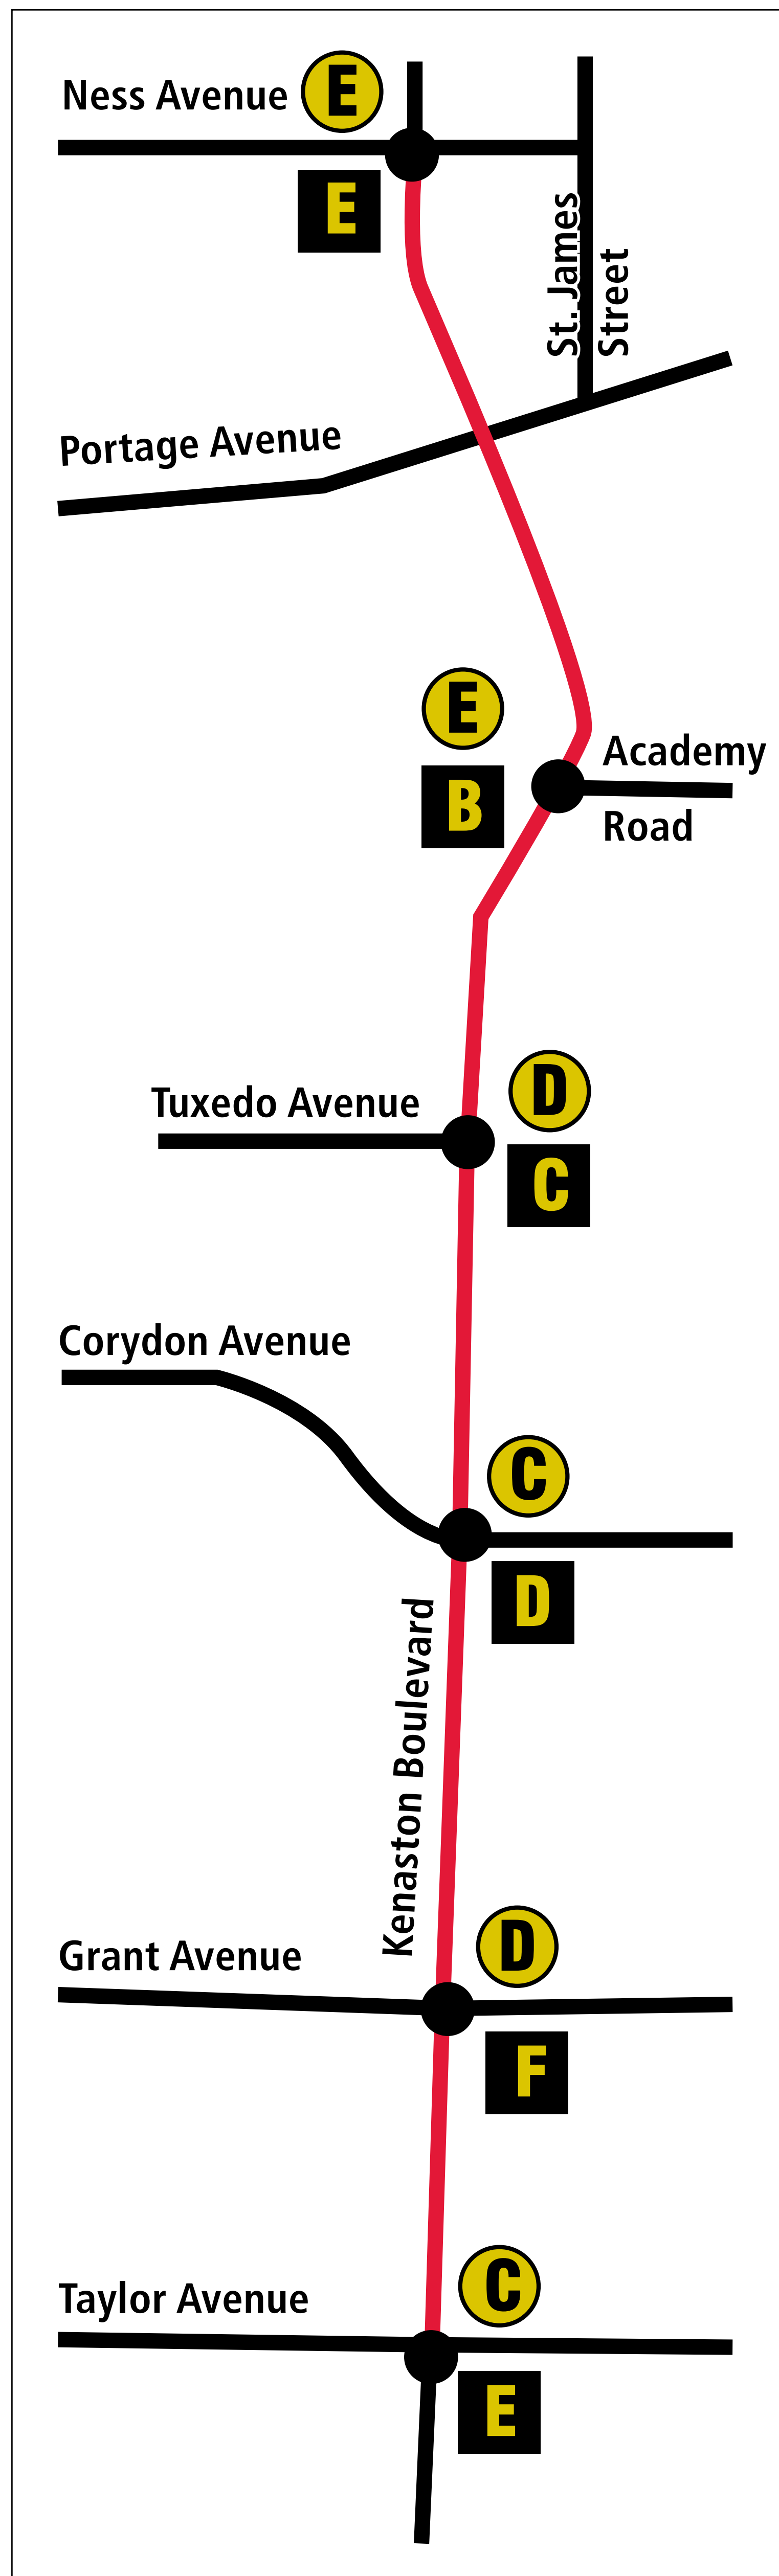 Ness Avenue
E
E
St. James
Street
Portage Avenue
E
B
Academy
Road
Tuxedo Avenue
D
C
Corydon Avenue
C
D
Kenaston Boulevard
Grant Avenue
D
F
Taylor Avenue
C
E